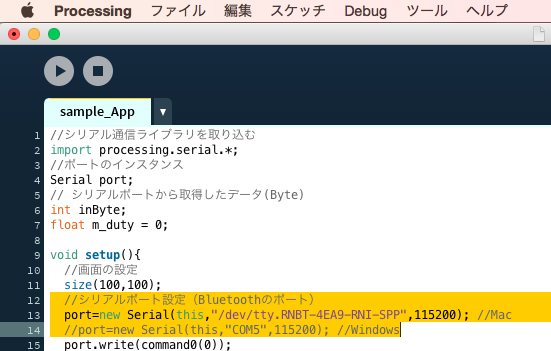 Processing ファイル 編集 スケッチ Debug ツール ヘルプ
sample_App ▼
1 //シリアル通信ライブラリを取り込む
2 import processing.serial.*;
3 //ポートのインスタンス
4 Serial port;
5 // シリアルポートから取得したデータ(Byte)
6 int inByte;
7 float m_duty = 0;
8
9 void setup(){
10 //画面の設定
11 size(100,100);
12 //シリアルポート設定（Bluetoothのポート）
13 port=new Serial(this,"/dev/tty.RNBT-4EA9-RNI-SPP",115200); //Mac
14 //port=new Serial(this,"COM5",115200); //Windows
15 port.write(command0(0));